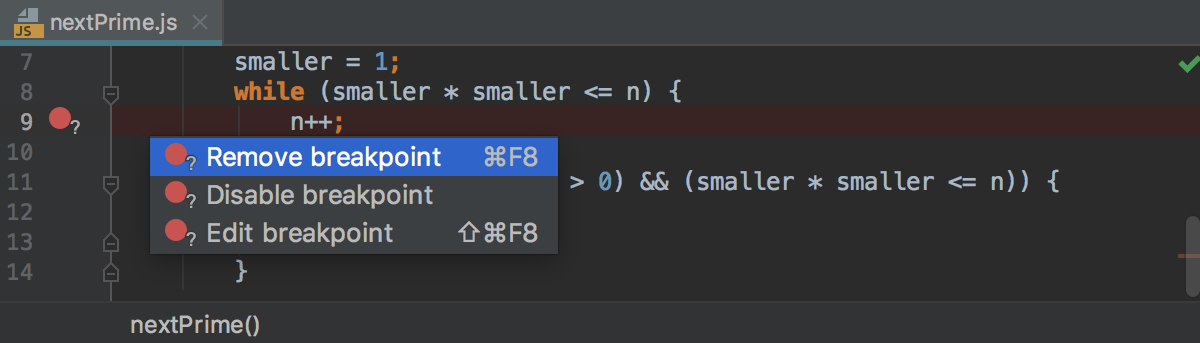 JS nextPrime.js
7 smaller = 1;
8 while (smaller * smaller <= n) {
9 ? n++;
10
? Remove breakpoint ⌘F8
11 > 0) && (smaller * smaller <= n)) {
? Disable breakpoint
12
? Edit breakpoint ⇧⌘F8
13
14 }
nextPrime()